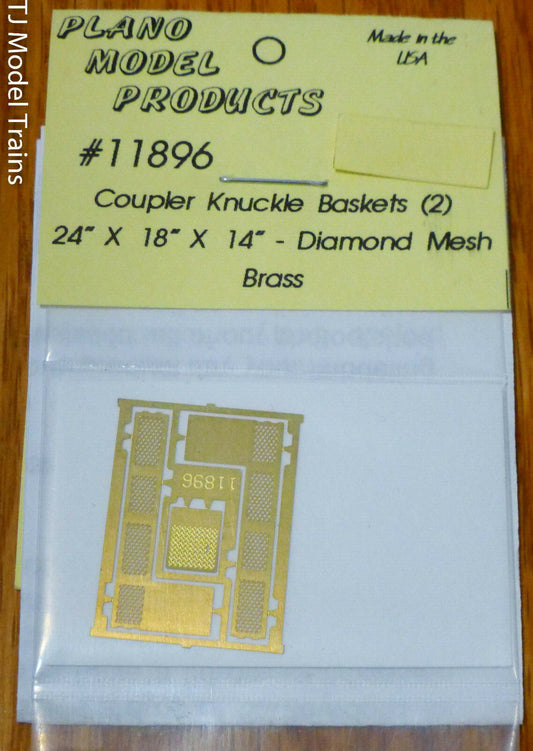 TJ Model Trains
PLANO
MODEL
PRODUCTS
Made in the
USA
#11896
Coupler Knuckle Baskets (2)
24" X 18" X 14" - Diamond Mesh
Brass
11896